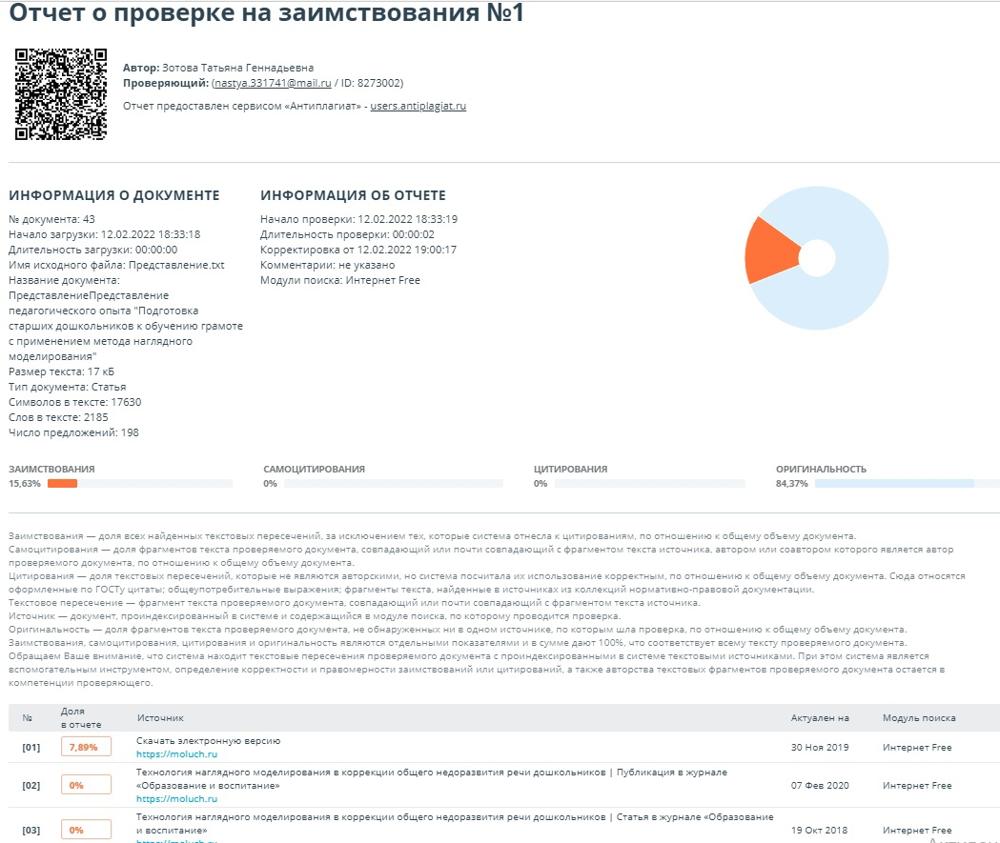 Отчет о проверке на заимствования №1
Автор: Зотова Татьяна Геннадьевна
Проверяющий: (nastya.331741@mail.ru / ID: 8273002)
Отчет предоставлен сервисом «Антиплагиат» - users.antiplagiat.ru
ИНФОРМАЦИЯ О ДОКУМЕНТЕ
№ документа: 43
Начало загрузки: 12.02.2022 18:33:18
Длительность загрузки: 00:00:00
Имя исходного файла: Представление.txt
Название документа:
ПредставлениеПредставление
педагогического опыта "Подготовка
старших дошкольников к обучению грамоте
с применением метода наглядного
моделирования"
Размер текста: 17 кБ
Тип документа: Статья
Символов в тексте: 17630
Слов в тексте: 2185
Число предложений: 198
ИНФОРМАЦИЯ ОБ ОТЧЕТЕ
Начало проверки: 12.02.2022 18:33:19
Длительность проверки: 00:00:02
Корректировка от 12.02.2022 19:00:17
Комментарии: не указано
Модули поиска: Интернет Free
ЗАИМСТВОВАНИЯ
15,63%
САМОЦИТИРОВАНИЯ
0%
ЦИТИРОВАНИЯ
0%
ОРИГИНАЛЬНОСТЬ
84,37%
Заимствования — доля всех найденных текстовых пересечений, за исключением тех, которые система отнесла к цитированиям, по отношению к общему объему документа.
Самоцитирования — доля фрагментов текста проверяемого документа, совпадающий или почти совпадающий с фрагментом текста источника, автором или соавтором которого является автор
проверяемого документа, по отношению к общему объему документа.
Цитирования — доля текстовых пересечений, которые не являются авторскими, но система посчитала их использование корректным, по отношению к общему объему документа. Сюда относятся
оформленные по ГОСТу цитаты; общеупотребительные выражения; фрагменты текста, найденные в источниках из коллекций нормативно-правовой документации.
Текстовое пересечение — фрагмент текста проверяемого документа, совпадающий или почти совпадающий с фрагментом текста источника.
Источник — документ, проиндексированный в системе и содержащийся в модуле поиска, по которому проводится проверка.
Оригинальность — доля фрагментов текста проверяемого документа, не обнаруженных ни в одном источнике, по которым шла проверка, по отношению к общему объему документа.
Заимствования, самоцитирования, цитирования и оригинальность являются отдельными показателями и в сумме дают 100%, что соответствует всему тексту проверяемого документа.
Обращаем Ваше внимание, что система находит текстовые пересечения проверяемого документа с проиндексированными в системе текстовыми источниками. При этом система является
вспомогательным инструментом, определение корректности и правомерности заимствований или цитирований, а также авторства текстовых фрагментов проверяемого документа остается в
компетенции проверяющего.
№ Доля
в отчете Источник Актуален на Модуль поиска
[01] 7,89% Скачать электронную версию 30 Ноя 2019 Интернет Free
https://moluch.ru
Технология наглядного моделирования в коррекции общего недоразвития речи дошкольников | Публикация в журнале
[02] 0% «Образование и воспитание» 07 Фев 2020 Интернет Free
https://moluch.ru
Технология наглядного моделирования в коррекции общего недоразвития речи дошкольников | Статья в журнале «Образование
[03] 0% и воспитание» 19 Окт 2018 Интернет Free
https://moluch.ru